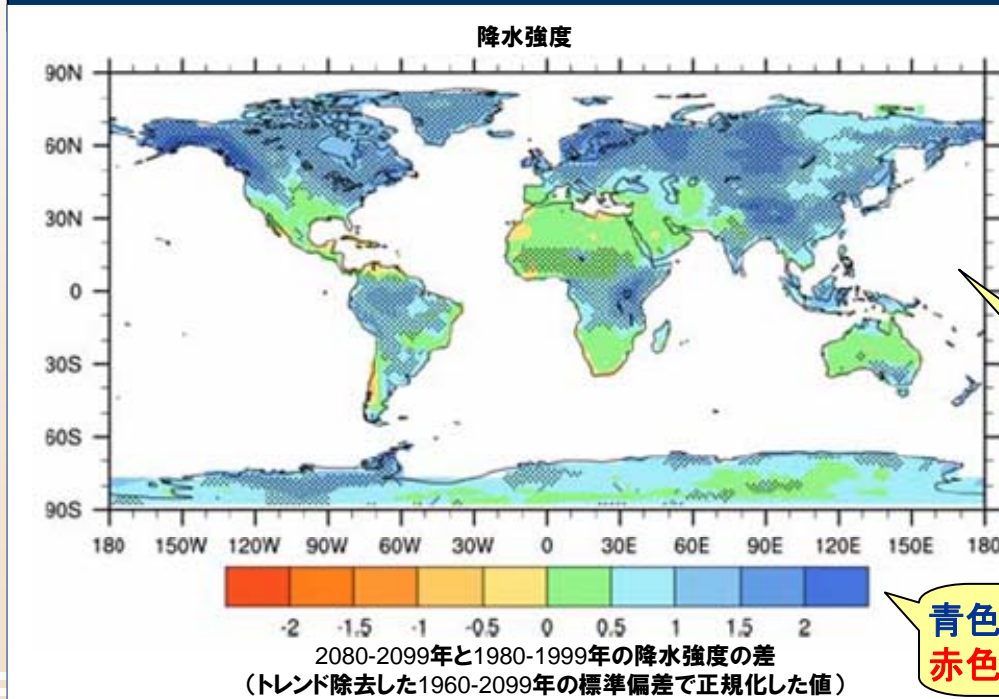 降水強度
90N
60N
30N
0
30S
60S
90S
180 150W 120W 90W 60W 30W 0 30E 60E 90E 120E 150E 180
-2 -1.5 -1 -0.5 0 0.5 1 1.5 2
2080-2099年と1980-1999年の降水強度の差
（トレンド除去した1960-2099年の標準偏差で正規化した値）
青色
赤色